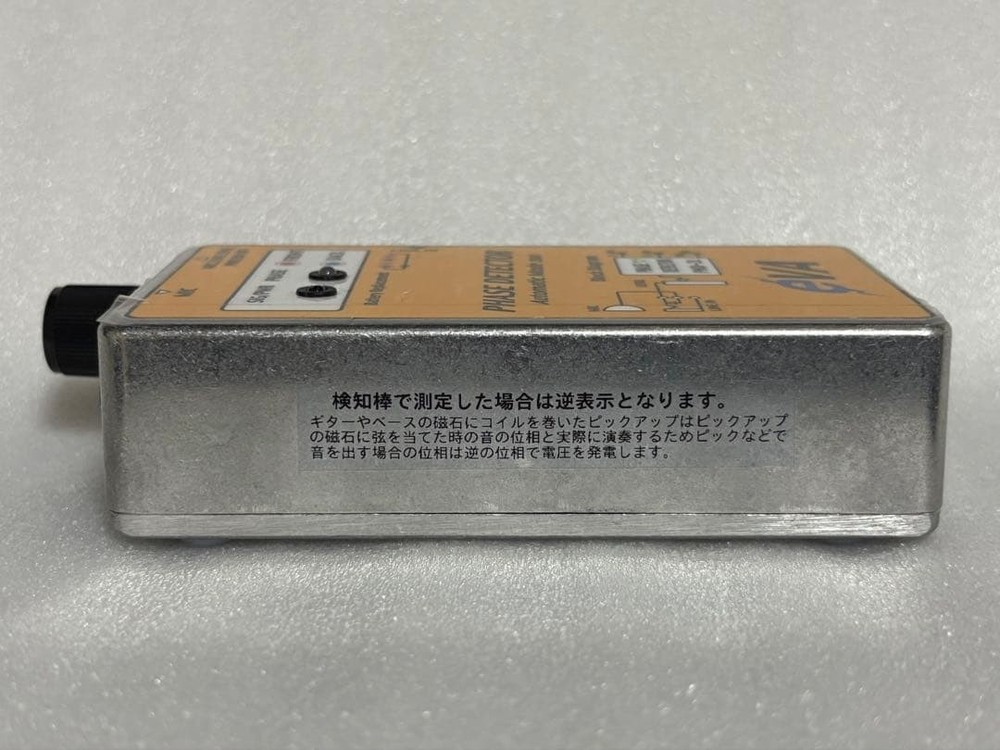 PHASE DETECTOR
eVA
MIC
SIG/PWR PHASE
検知棒で測定した場合は逆表示となります。
ギターやベースの磁石にコイルを巻いたピックアップはピックアップ
の磁石に弦を当てた時の音の位相と実際に演奏するためピックなどで
音を出す場合の位相は逆の位相で電圧を発電します。